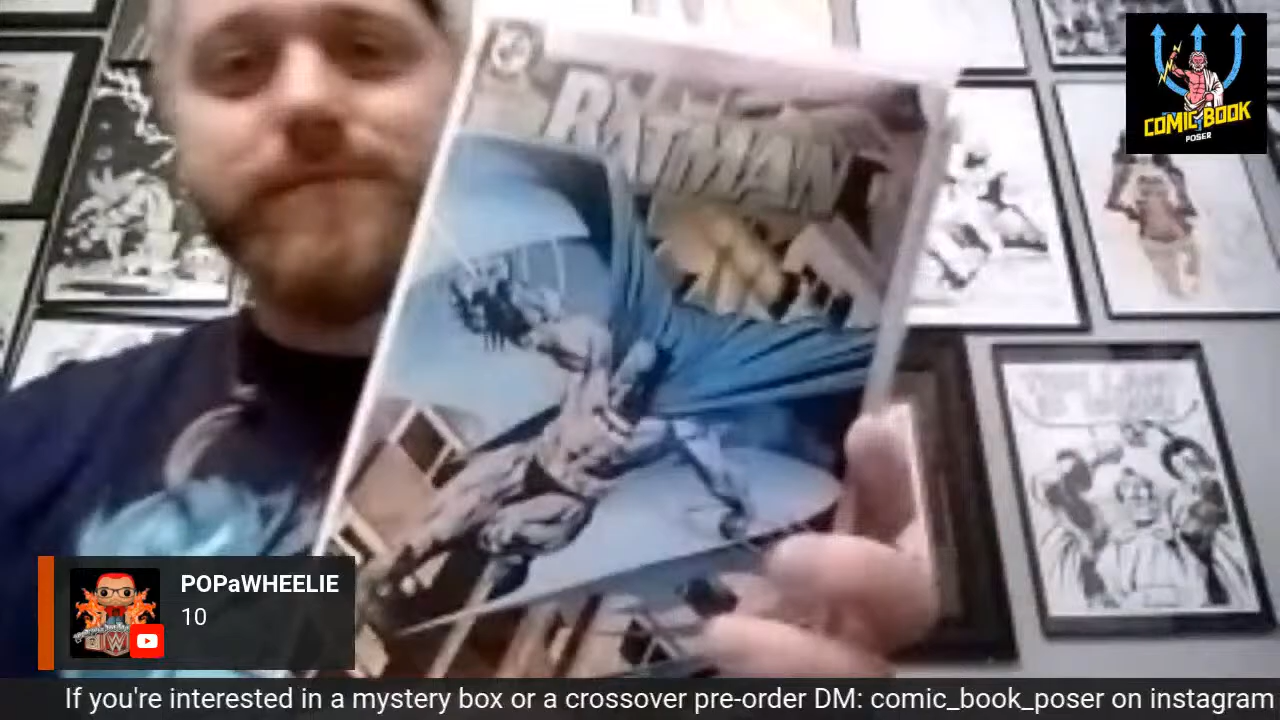 BATMAN
COMIC BOOK
POSER
POPaWHEELIE
10
If you're interested in a mystery box or a crossover pre-order DM: comic_book_poser on instagram